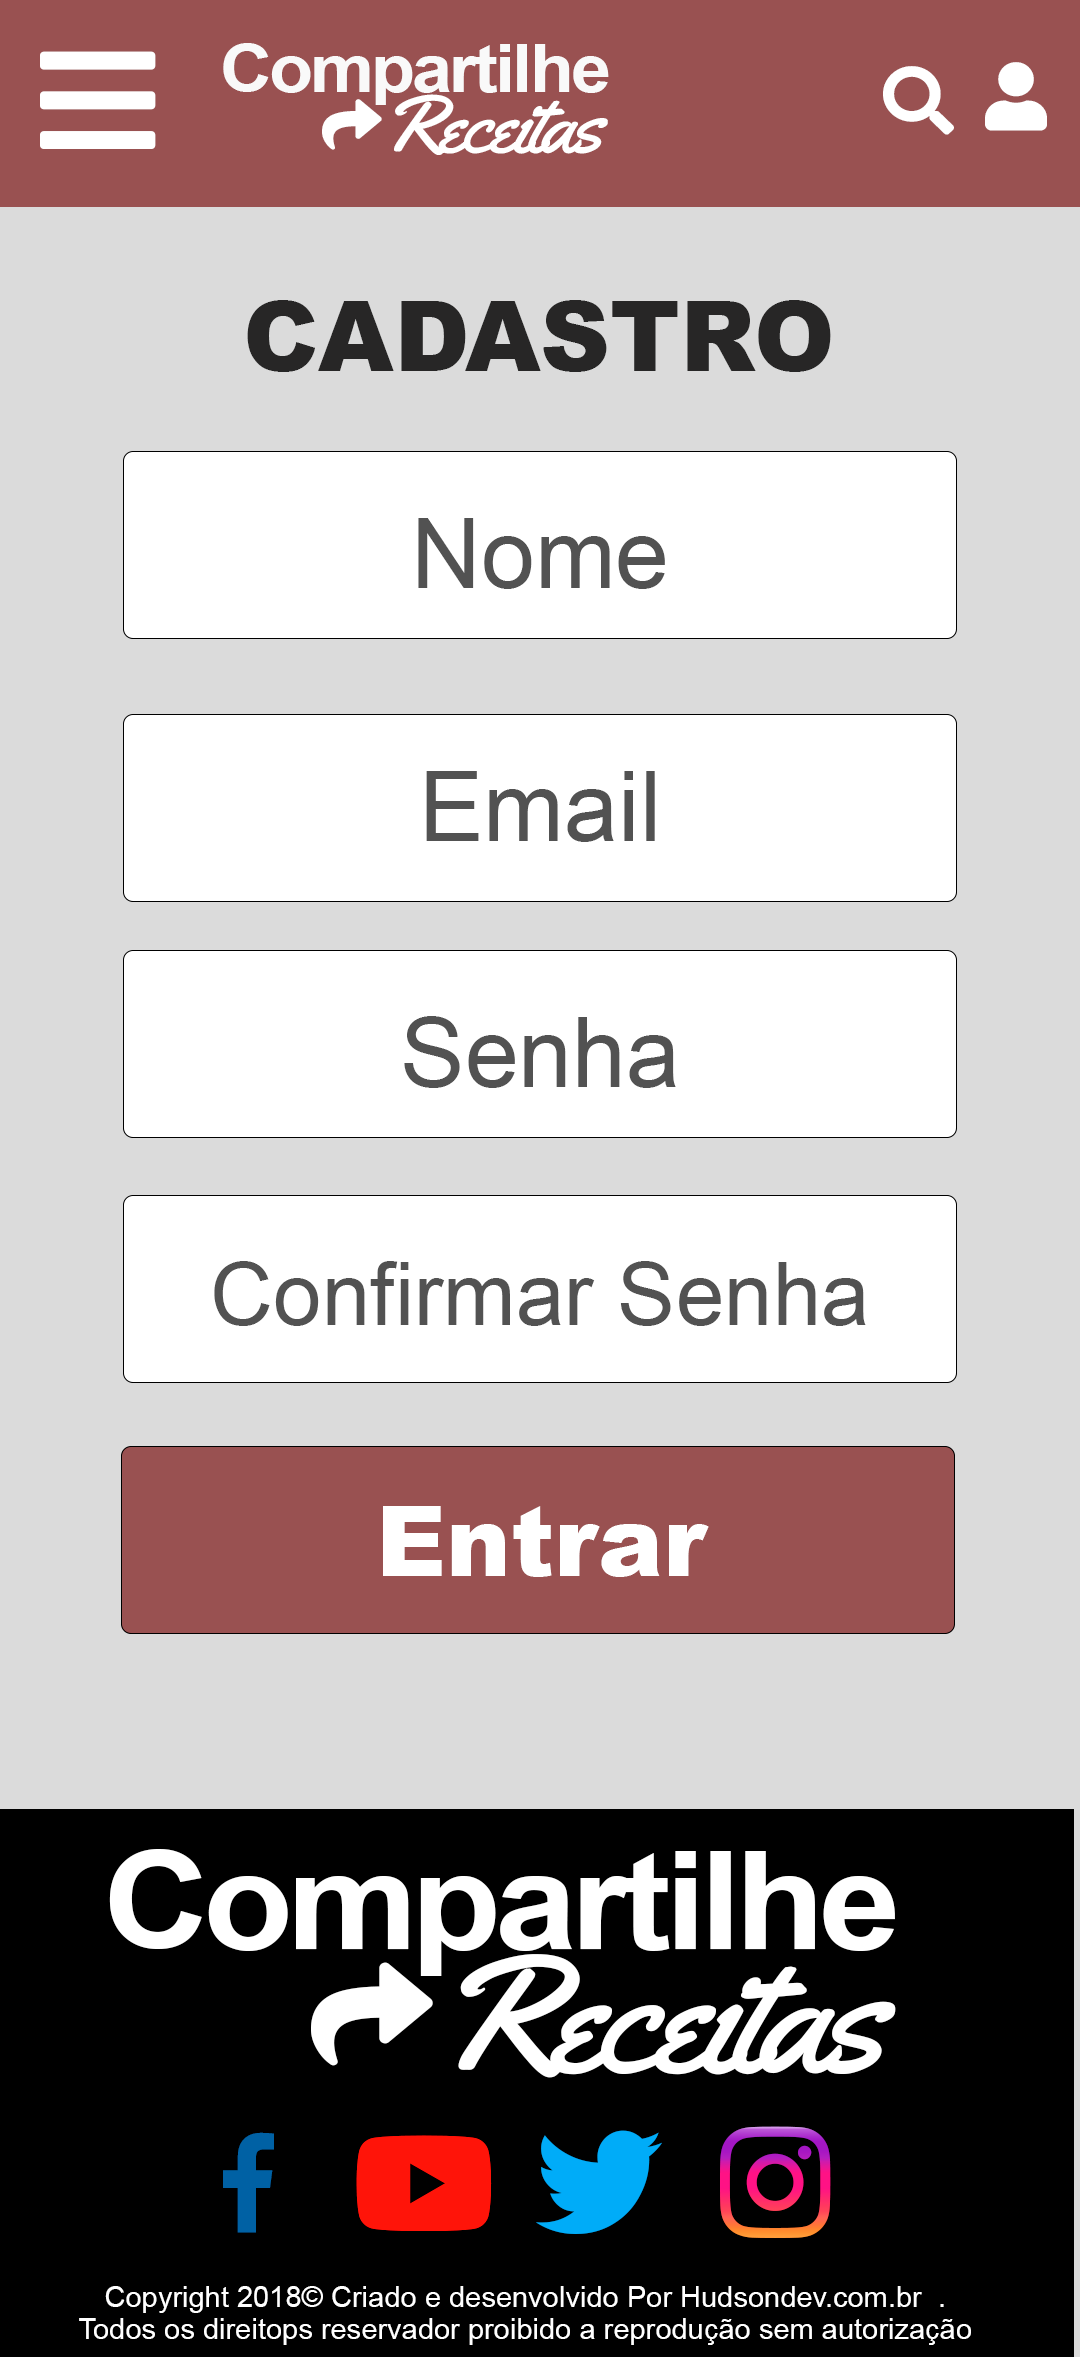 Compartilhe
Receitas
CADASTRO
Nome
Email
Senha
Confirmar Senha
Entrar
Compartilhe
Receitas
Copyright 2018© Criado e desenvolvido Por Hudsondev.com.br .
Todos os direitops reservador proibido a reprodução sem autorização